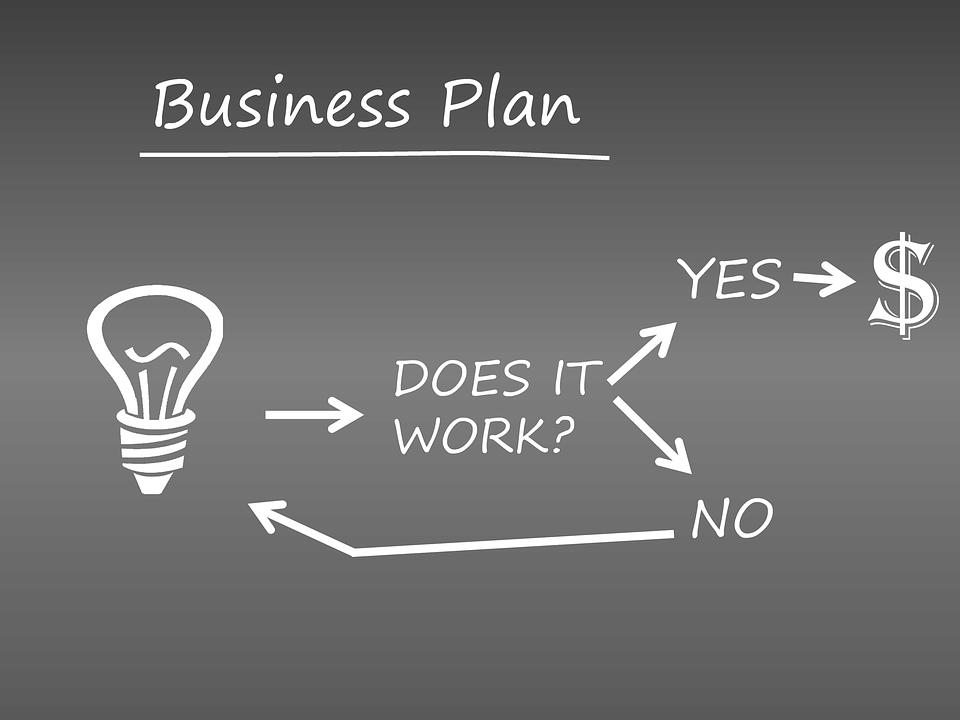 Business Plan
YES
$
DOES IT
WORK?
NO